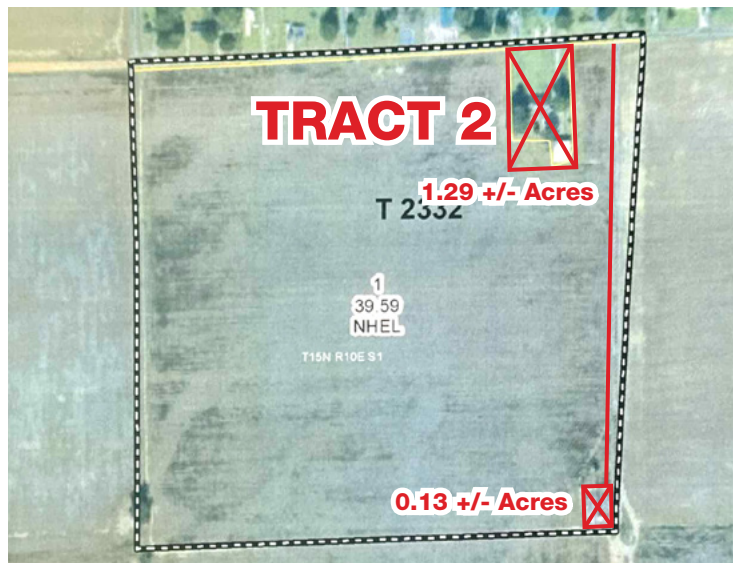 TRACT 2
1.29 +/- Acres
T 2332
1
39.59
NHEL
T15N R10E S1
0.13 +/- Acres